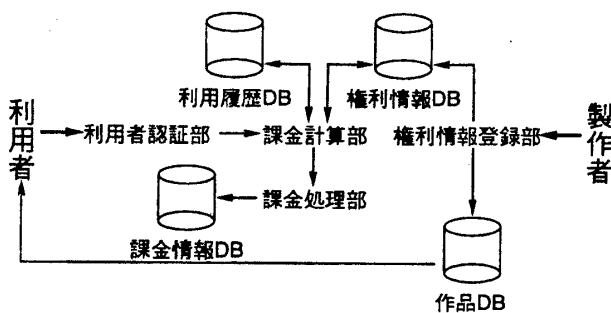 利用履歴DB
権利情報DB
利用者
利用者認証部
課金計算部
権利情報登録部
製作者
課金処理部
課金情報DB
作品DB